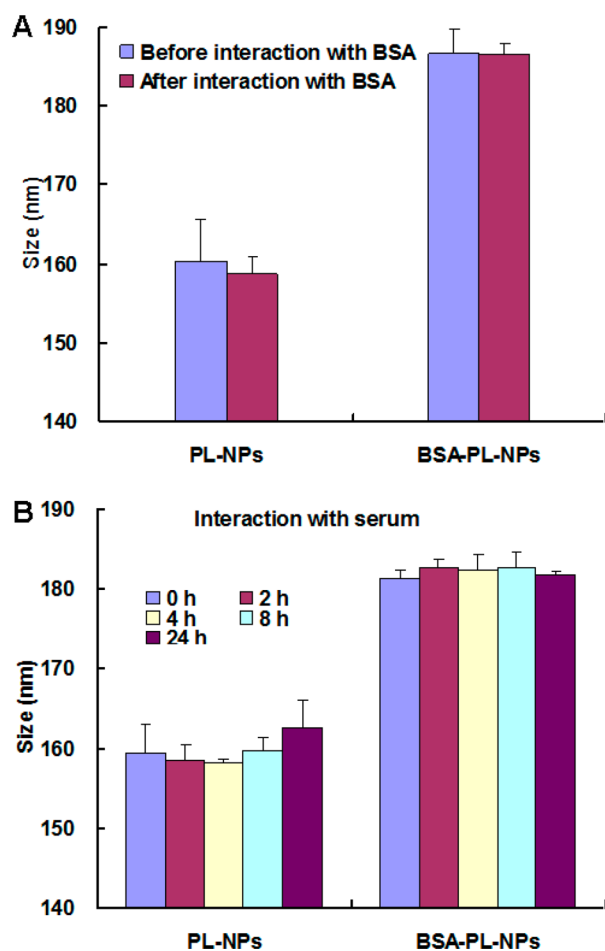 A
190
180
170
160
150
140
Size (nm)
Before interaction with BSA
After interaction with BSA
PL-NPs
BSA-PL-NPs
B
Interaction with serum
190
180
170
160
150
140
Size (nm)
0 h
2 h
4 h
8 h
24 h
PL-NPs
BSA-PL-NPs